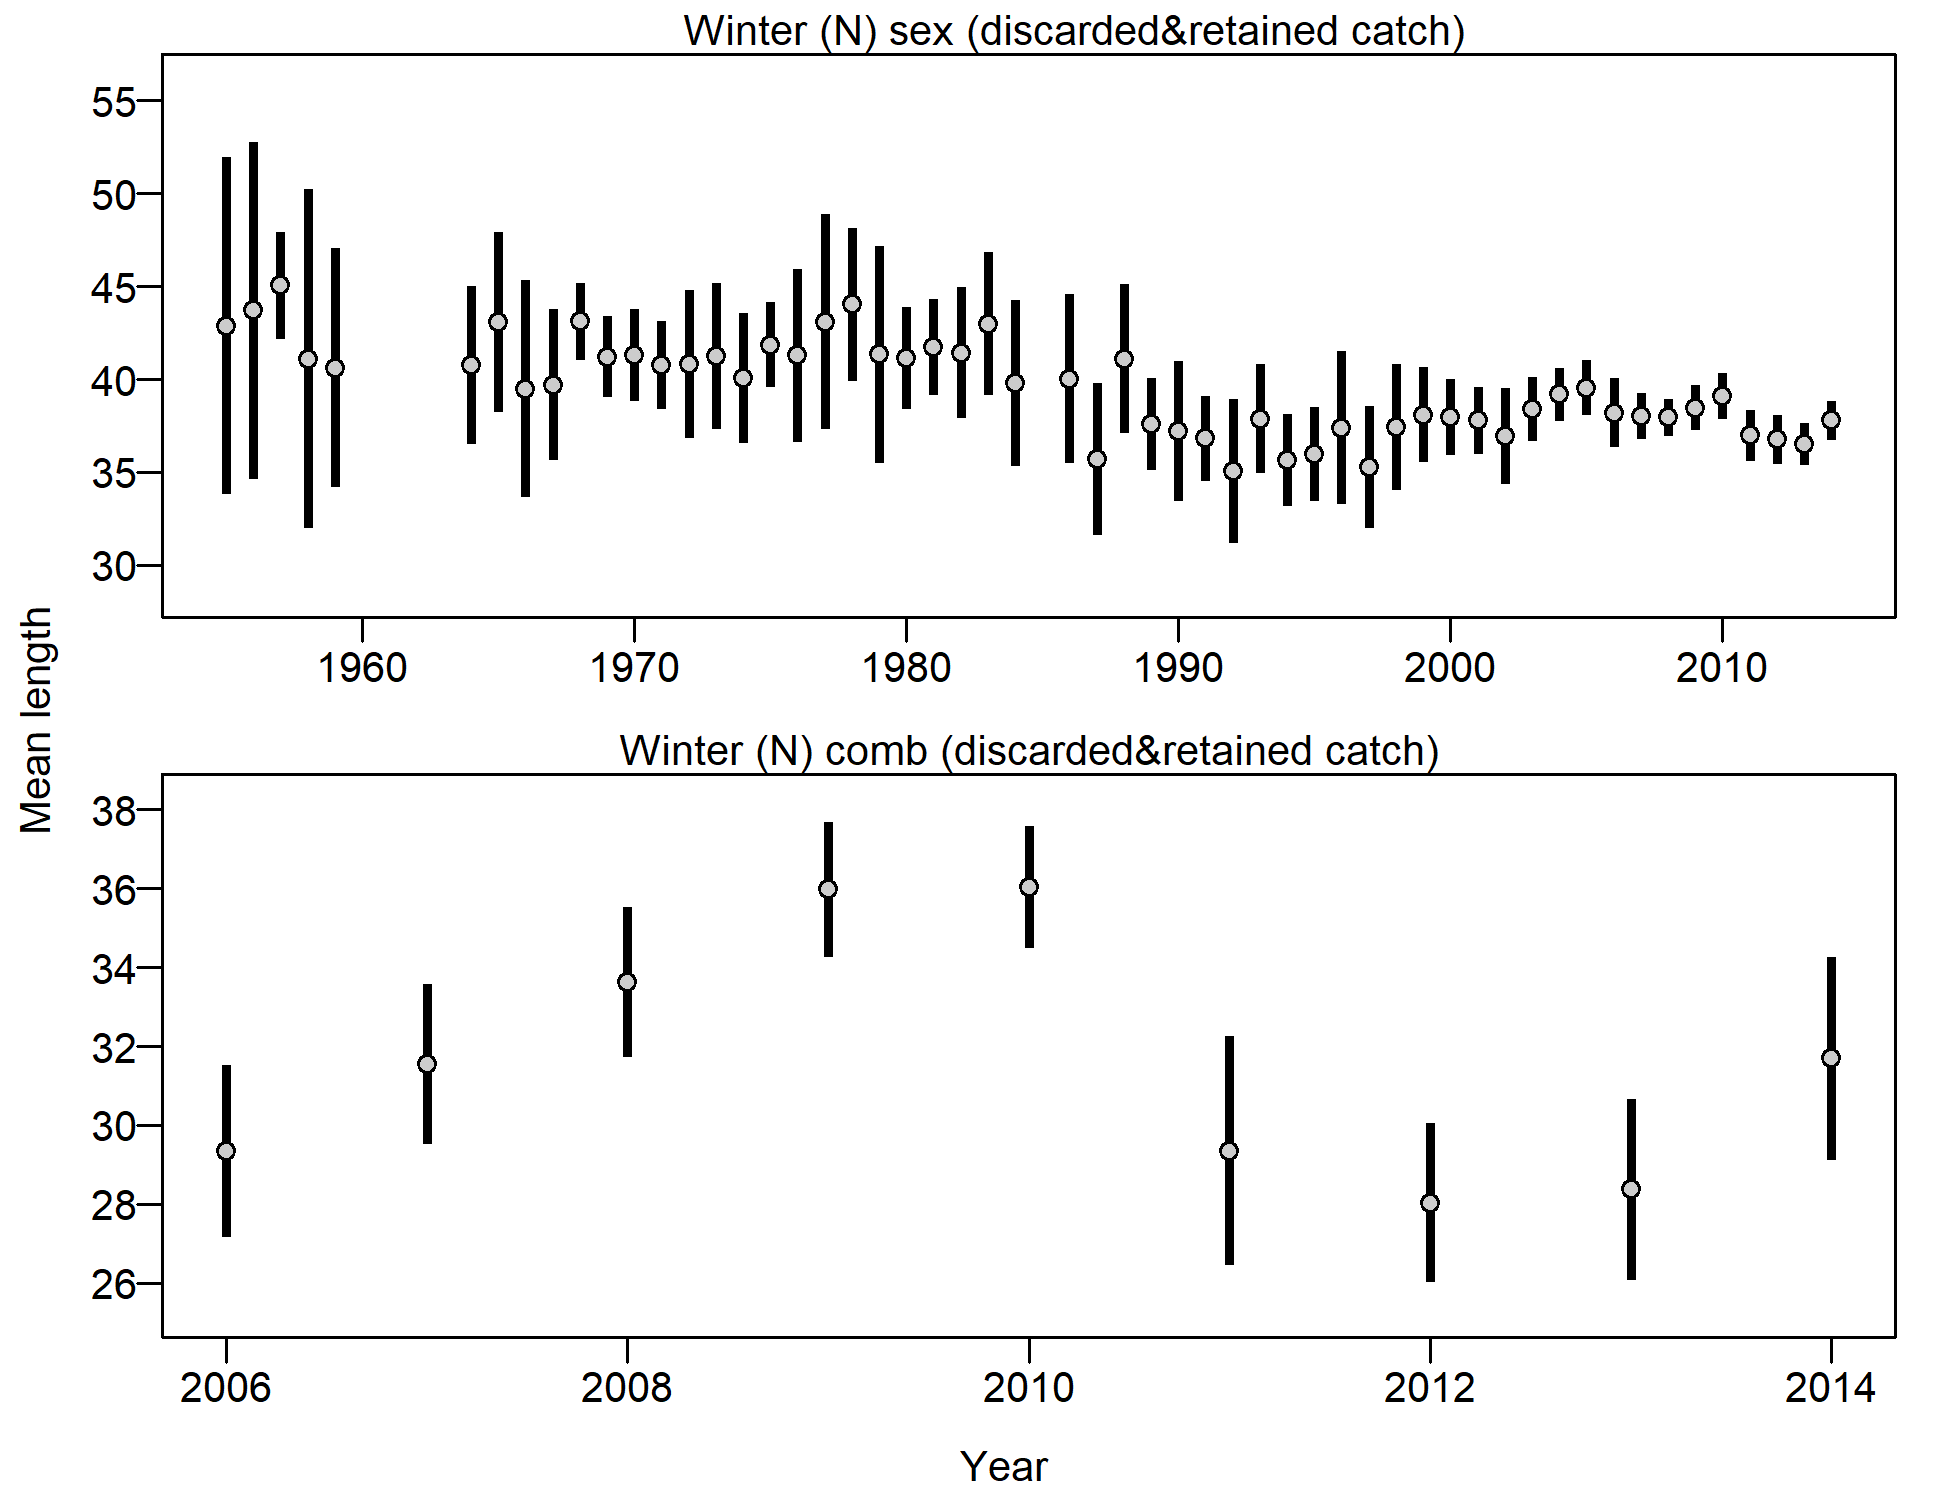 Winter (N) sex (discarded&retained catch)
55
50
45
40
35
30
1960 1970 1980 1990 2000 2010
Mean length
Winter (N) comb (discarded&retained catch)
38
36
34
32
30
28
26
2006 2008 2010 2012 2014
Year